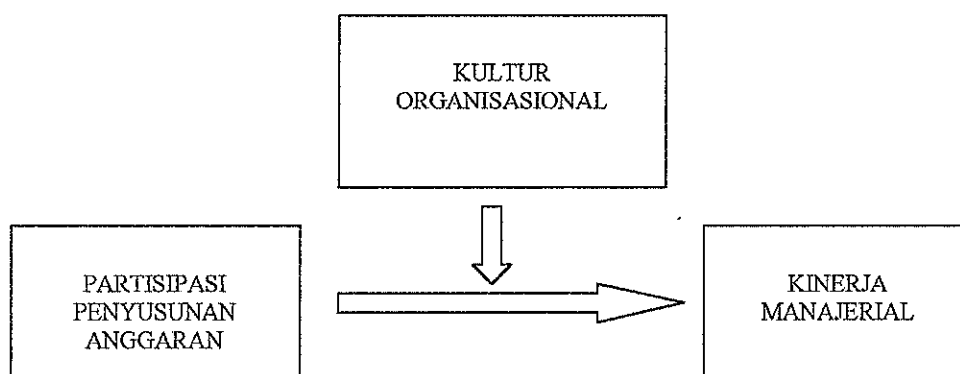 KULTUR
ORGANISASIONAL
PARTISIPASI
PENYUSUNAN
ANGGARAN
KINERJA
MANAJERIAL